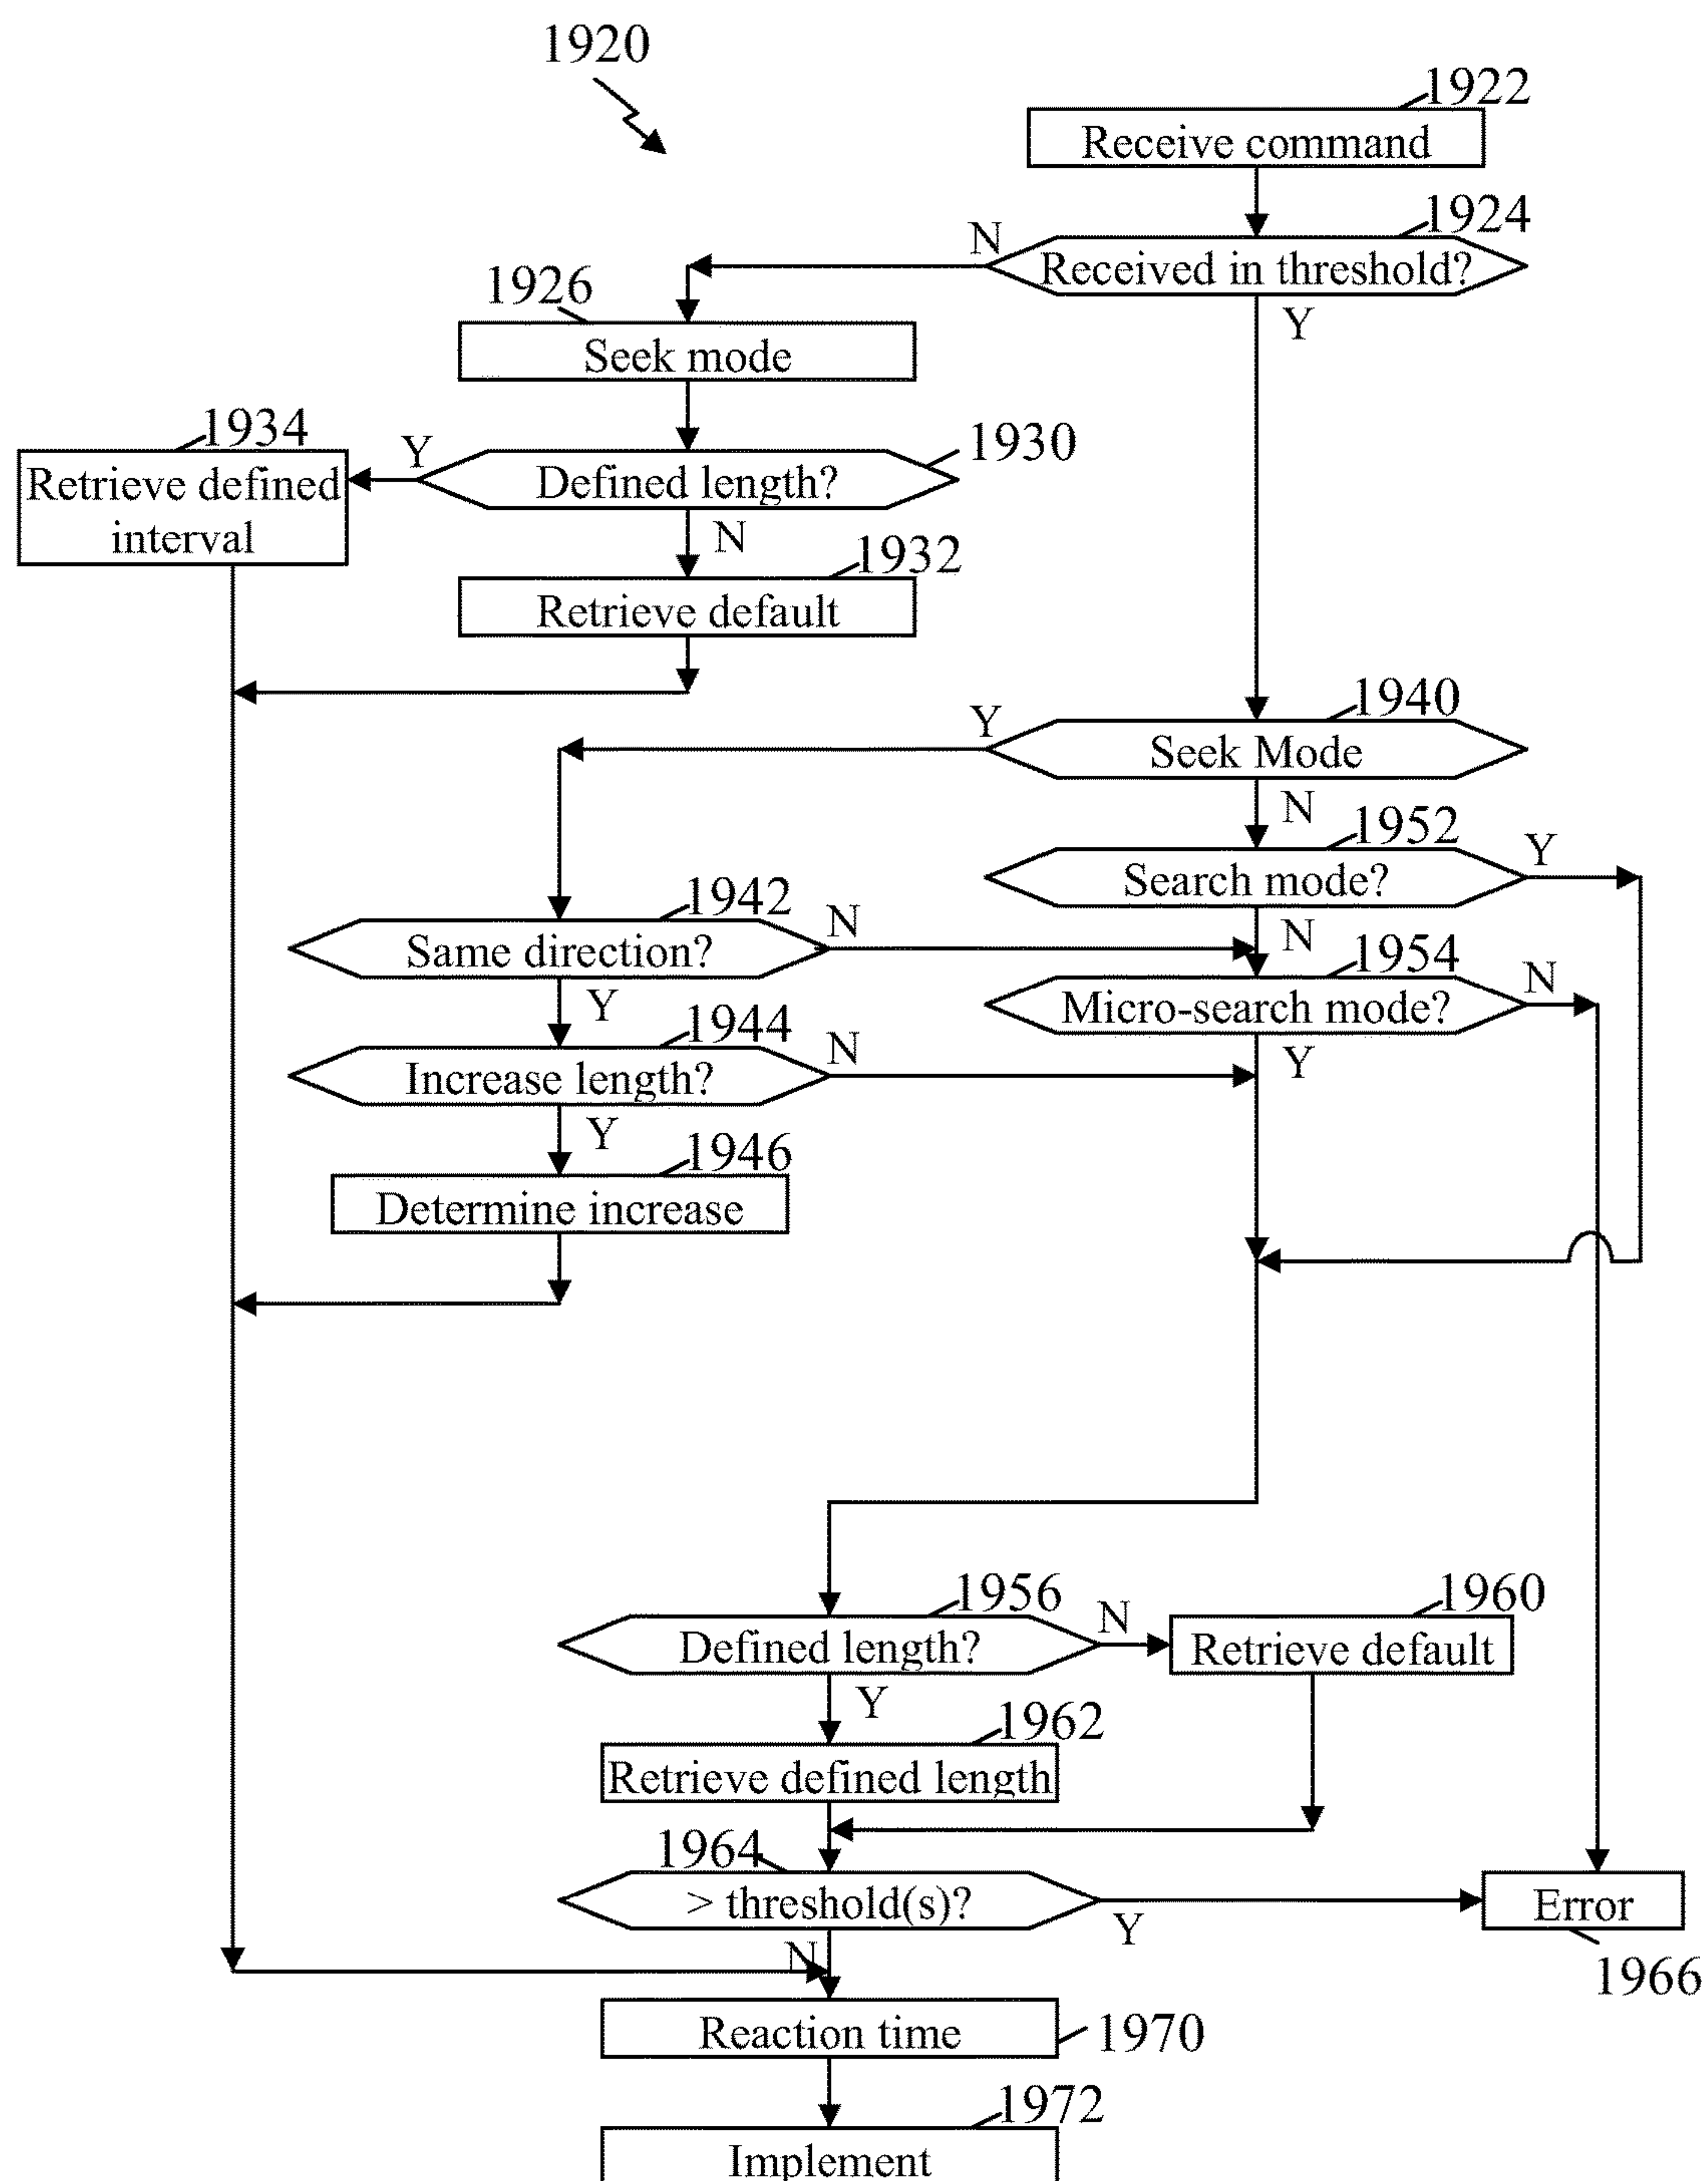 1920
1922
Receive command
1924
N
Received in threshold?
Y
1926
Seek mode
1934
Retrieve defined
interval
Y
1930
Defined length?
N
1932
Retrieve default
1940
Y
Seek Mode
N
1952
Y
Search mode?
N
1942
N
Same direction?
Y
1954
N
Micro-search mode?
Y
1944
N
Increase length?
Y
1946
Determine increase
1956
N
Defined length?
Y
1960
Retrieve default
1962
Retrieve defined length
1964
> threshold(s)?
Y
N
Error
1966
Reaction time
1970
1972
Implement